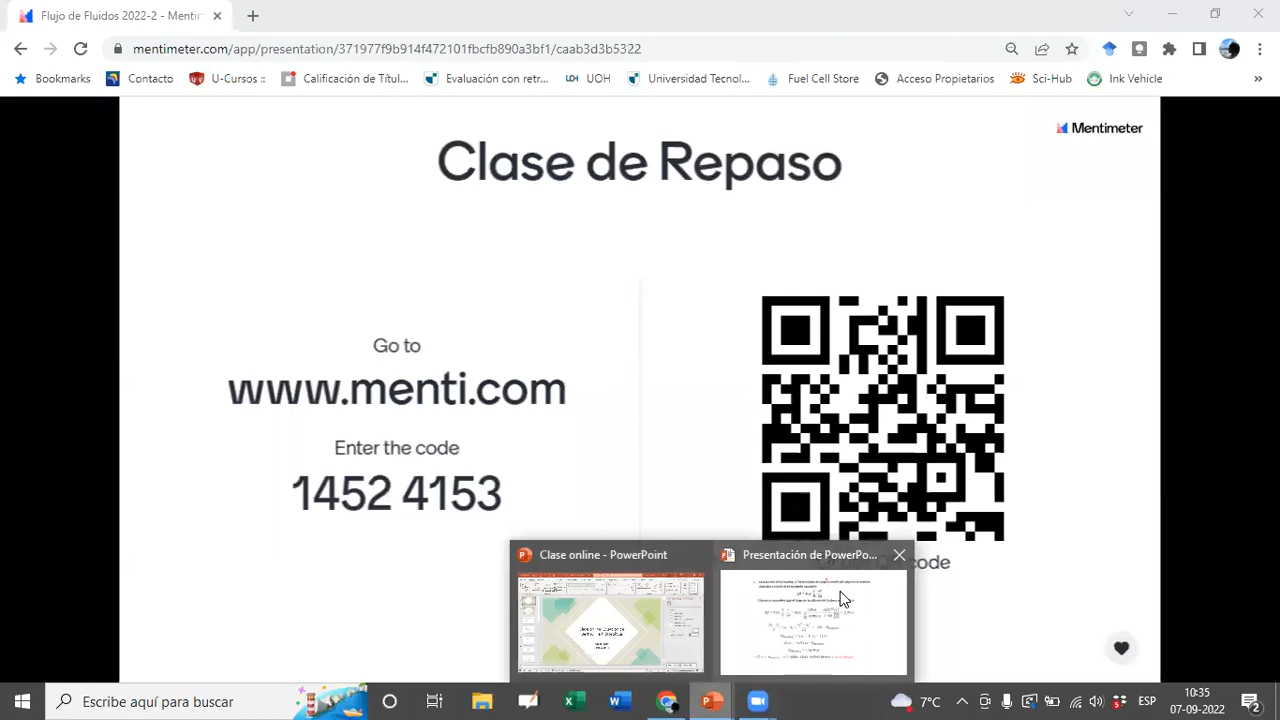 Flujo de Fluidos 2022-2 - Mentim
mentimeter.com/app/presentation/371977f9b914f472101fbcfb890a3bf1/caab3d3b5322
Bookmarks Contacto U-Cursos :: Calificación de Títul... Evaluación con retr... UOH Universidad Tecnol... Fuel Cell Store Acceso Propietarios Sci-Hub Ink Vehicle »
Mentimeter
Clase de Repaso
Go to
www.menti.com
Enter the code
1452 4153
code
Clase online - PowerPoint
Presentación de PowerPo...
Escribe aquí para buscar
7°C
ESP
10:35
07-09-2022
2